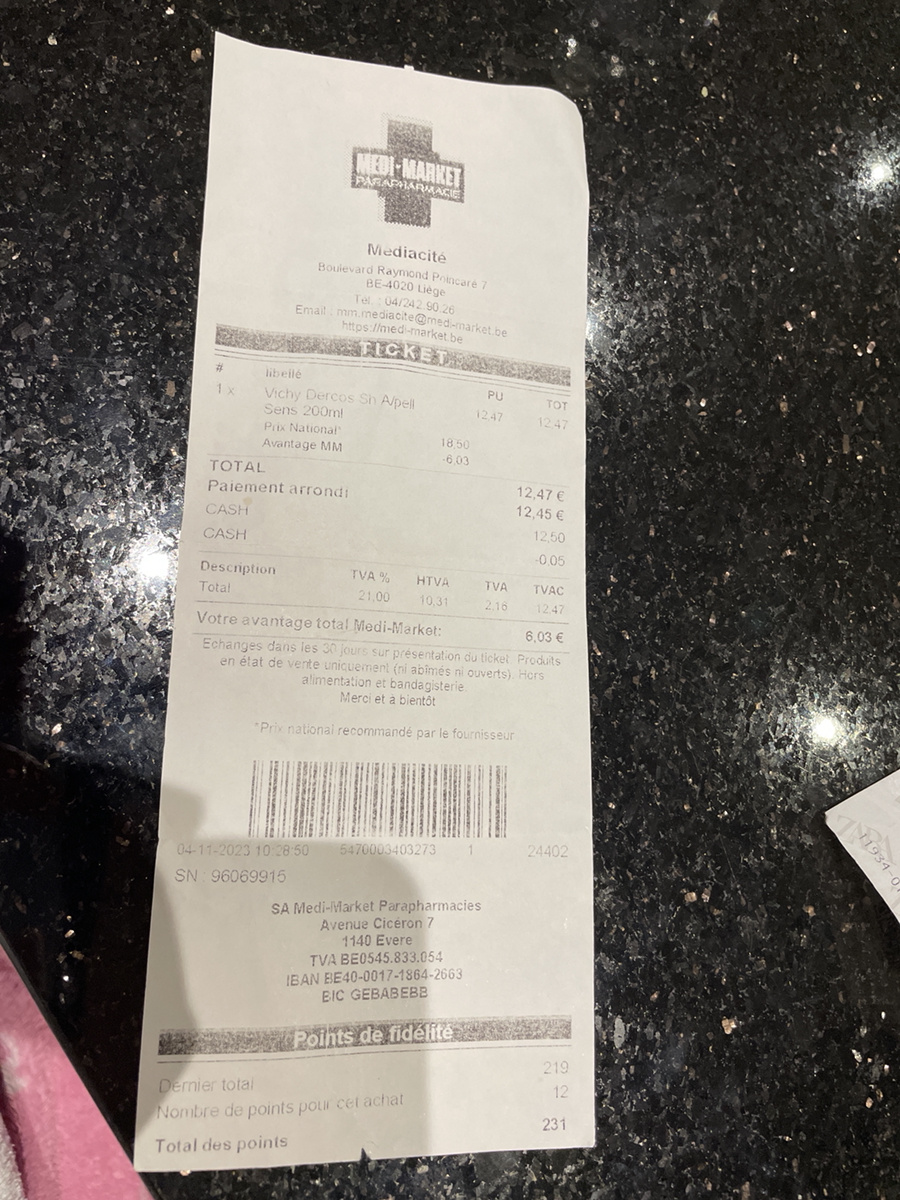 MEDI-MARKET
PARAPHARMACIE
Médiacité
Boulevard Raymond Poincaré 7
BE-4020 Liège
Tél. : 04/242.90.26
Email : mm.mediacite@medi-market.be
https://medi-market.be
TICKET
# libellé PU TOT
1 x Vichy Dercos Sh A/pell 12,47 12,47
Sens 200ml
Prix National* 18,50
Avantage MM -6,03
TOTAL 12,47 €
Paiement arrondi 12,45 €
CASH 12,50
CASH -0,05
Description TVA % HTVA TVA TVAC
Total 21,00 10,31 2,16 12,47
Votre avantage total Medi-Market: 6,03 €
Echanges dans les 30 jours sur présentation du ticket. Produits
en état de vente uniquement (ni abimés ni ouverts). Hors
alimentation et bandagisterie.
Merci et à bientôt
*Prix national recommandé par le fournisseur
04-11-2023 10:28:50 5470003403273 1 24402
SN : 96069915
SA Medi-Market Parapharmacies
Avenue Cicéron 7
1140 Evere
TVA BE0545.833.054
IBAN BE40-0017-1864-2663
BIC GEBABEBB
Points de fidélité
Dernier total 219
Nombre de points pour cet achat 12
Total des points 231